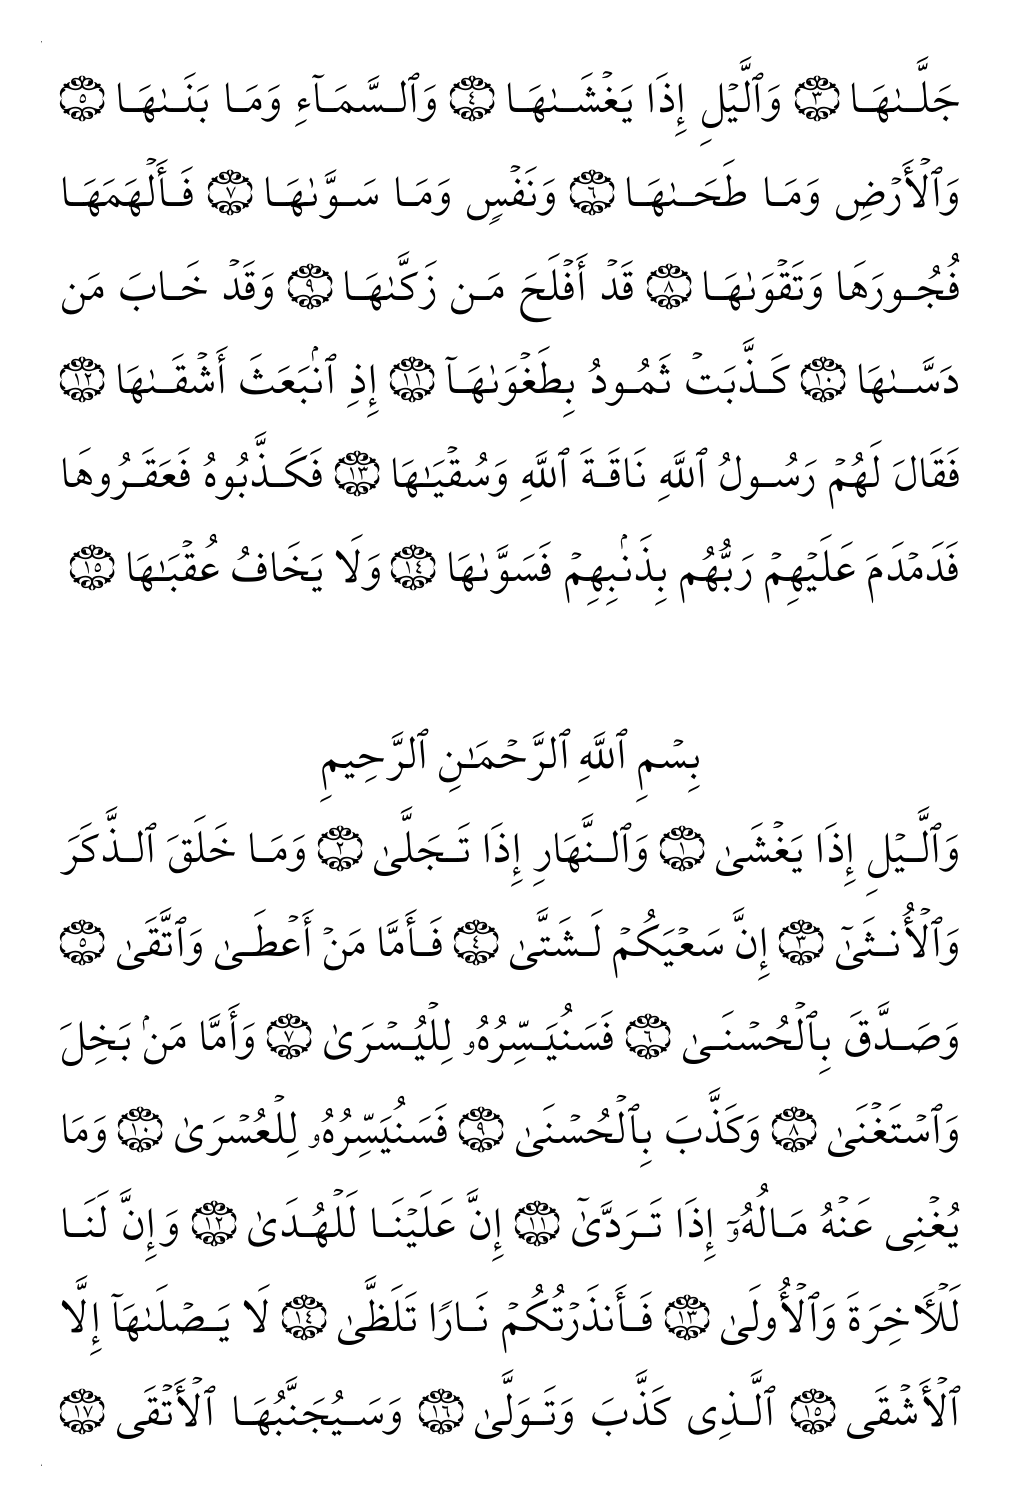 جَلَّىٰهَا ٣ وَٱلَّيْلِ إِذَا يَغْشَىٰهَا ٤ وَٱلسَّمَآءِ وَمَا بَنَىٰهَا ٥
وَٱلْأَرْضِ وَمَا طَحَىٰهَا ٦ وَنَفْسٍ وَمَا سَوَّىٰهَا ٧ فَأَلْهَمَهَا
فُجُورَهَا وَتَقْوَىٰهَا ٨ قَدْ أَفْلَحَ مَن زَكَّىٰهَا ٩ وَقَدْ خَابَ مَن
دَسَّىٰهَا ١٠ كَذَّبَتْ ثَمُودُ بِطَغْوَىٰهَآ ١١ إِذِ ٱنۢبَعَثَ أَشْقَىٰهَا ١٢
فَقَالَ لَهُمْ رَسُولُ ٱللَّهِ نَاقَةَ ٱللَّهِ وَسُقْيَـٰهَا ١٣ فَكَذَّبُوهُ فَعَقَرُوهَا
فَدَمْدَمَ عَلَيْهِمْ رَبُّهُم بِذَنۢبِهِمْ فَسَوَّىٰهَا ١٤ وَلَا يَخَافُ عُقْبَـٰهَا ١٥
بِسْمِ ٱللَّهِ ٱلرَّحْمَـٰنِ ٱلرَّحِيمِ
وَٱلَّيْلِ إِذَا يَغْشَىٰ ١ وَٱلنَّهَارِ إِذَا تَجَلَّىٰ ٢ وَمَا خَلَقَ ٱلذَّكَرَ
وَٱلْأُنثَىٰٓ ٣ إِنَّ سَعْيَكُمْ لَشَتَّىٰ ٤ فَأَمَّا مَنْ أَعْطَىٰ وَٱتَّقَىٰ ٥
وَصَدَّقَ بِٱلْحُسْنَىٰ ٦ فَسَنُيَسِّرُهُۥ لِلْيُسْرَىٰ ٧ وَأَمَّا مَنۢ بَخِلَ
وَٱسْتَغْنَىٰ ٨ وَكَذَّبَ بِٱلْحُسْنَىٰ ٩ فَسَنُيَسِّرُهُۥ لِلْعُسْرَىٰ ١٠ وَمَا
يُغْنِى عَنْهُ مَالُهُۥٓ إِذَا تَرَدَّىٰٓ ١١ إِنَّ عَلَيْنَا لَلْهُدَىٰ ١٢ وَإِنَّ لَنَا
لَلْـَٔاخِرَةَ وَٱلْأُولَىٰ ١٣ فَأَنذَرْتُكُمْ نَارًا تَلَظَّىٰ ١٤ لَا يَصْلَىٰهَآ إِلَّا
ٱلْأَشْقَى ١٥ ٱلَّذِى كَذَّبَ وَتَوَلَّىٰ ١٦ وَسَيُجَنَّبُهَا ٱلْأَتْقَى ١٧